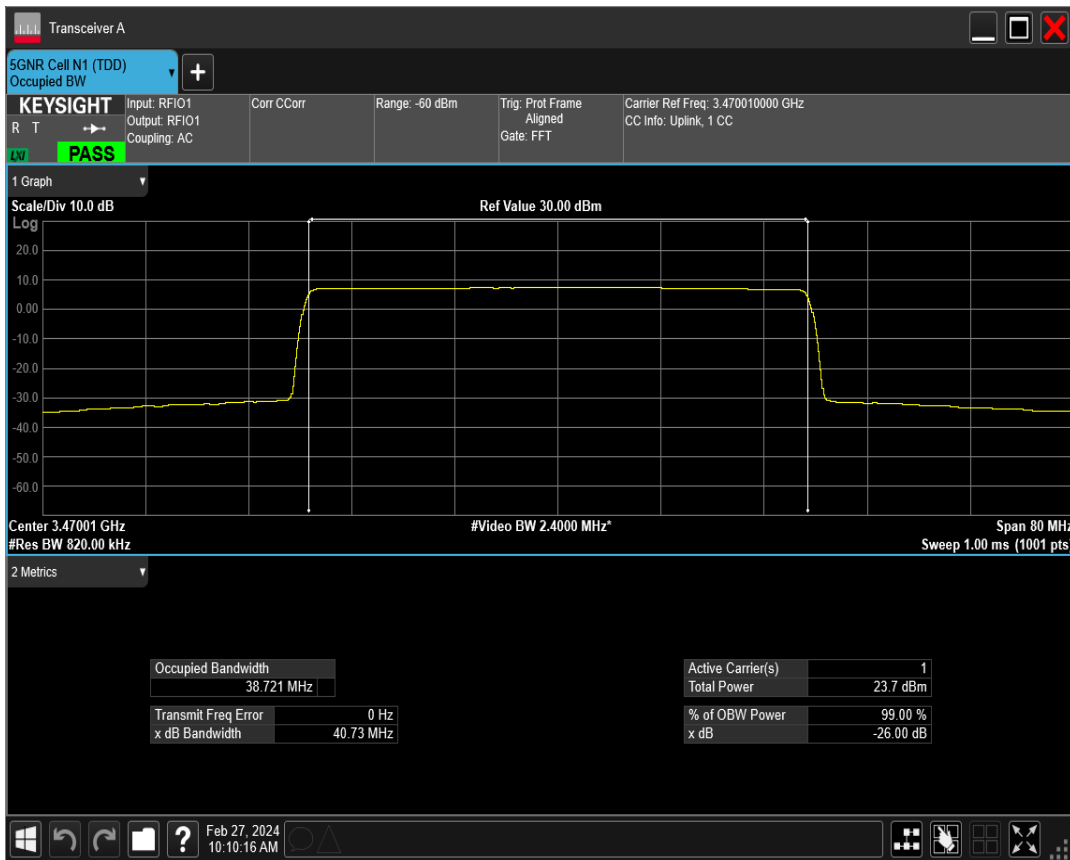 Transceiver A
5GNR Cell N1 (TDD)
Occupied BW
+
KEYSIGHT
R T
LXI
PASS
Input: RFIO1
Output: RFIO1
Coupling: AC
Corr CCorr
Range: -60 dBm
Trig: Prot Frame
Aligned
Gate: FFT
Carrier Ref Freq: 3.470010000 GHz
CC Info: Uplink, 1 CC
1 Graph
Scale/Div 10.0 dB
Ref Value 30.00 dBm
Log
20.0
10.0
0.00
-10.0
-20.0
-30.0
-40.0
-50.0
-60.0
Center 3.47001 GHz
#Video BW 2.4000 MHz*
Span 80 MHz
#Res BW 820.00 kHz
Sweep 1.00 ms (1001 pts)
2 Metrics
Occupied Bandwidth
38.721 MHz
Transmit Freq Error 0 Hz
x dB Bandwidth 40.73 MHz
Active Carrier(s) 1
Total Power 23.7 dBm
% of OBW Power 99.00 %
x dB -26.00 dB
?
Feb 27, 2024
10:10:16 AM